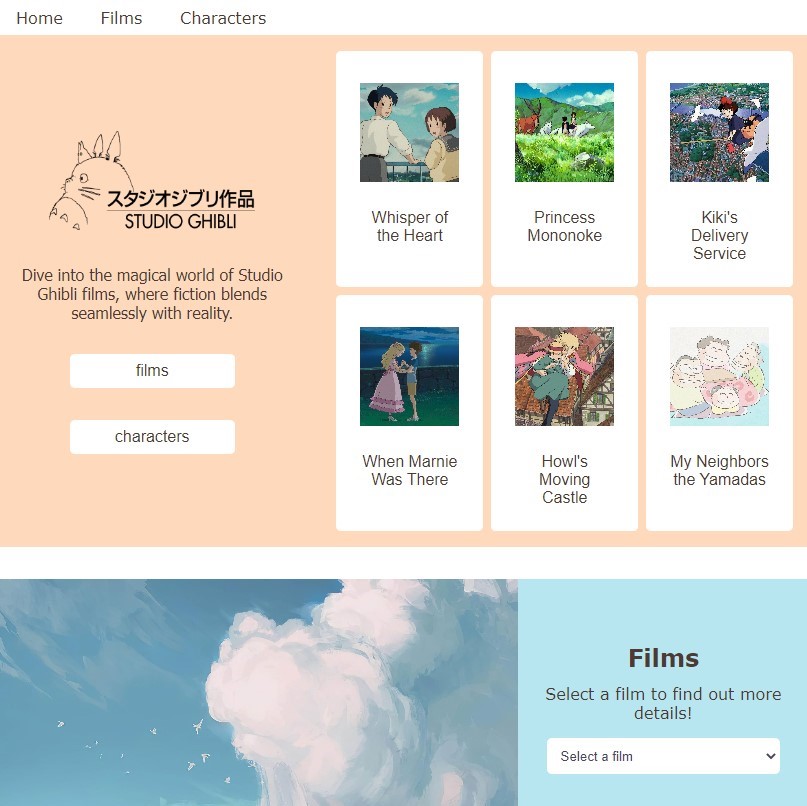 Home Films Characters
スタジオジブリ作品
STUDIO GHIBLI
Dive into the magical world of Studio
Ghibli films, where fiction blends
seamlessly with reality.
films
characters
Whisper of
the Heart
Princess
Mononoke
Kiki's
Delivery
Service
When Marnie
Was There
Howl's
Moving
Castle
My Neighbors
the Yamadas
Films
Select a film to find out more
details!
Select a film